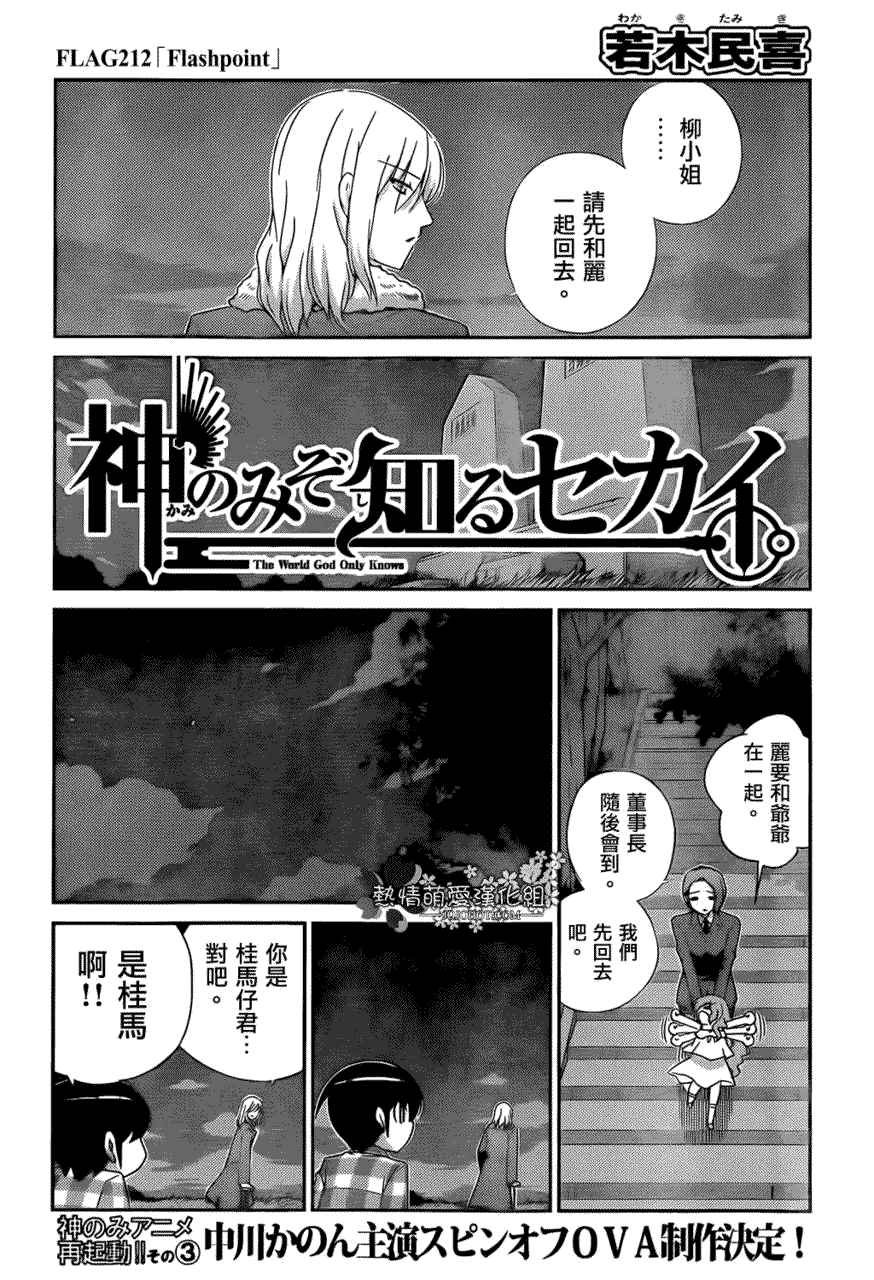 FLAG212「Flashpoint」
わか き たみ き
若木民喜
柳小姐
……
請先和麗
一起回去。
神のみぞ知るセカイ
かみ
The World God Only Knows
麗要和爺爺
在一起。
董事長
隨後會到。
我們
先回去
吧。
熱情萌愛漢化組
你是
桂馬仔君…
對吧。
是桂馬
啊!!
神のみアニメ
再起動!!その③
中川かのん主演スピンオフOVA制作決定!